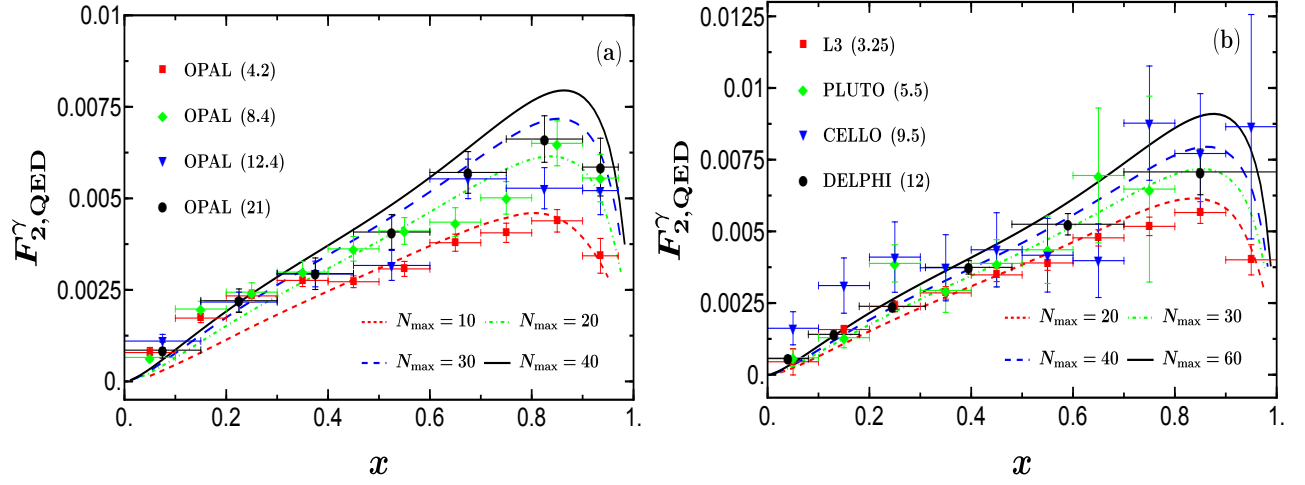 (a)
0.01
0.0075
0.005
0.0025
0.
F^γ_{2,QED}
OPAL (4.2)
OPAL (8.4)
OPAL (12.4)
OPAL (21)
N_max = 10 N_max = 20
N_max = 30 N_max = 40
0. 0.2 0.4 0.6 0.8 1.
x
(b)
0.0125
0.01
0.0075
0.005
0.0025
0.
F^γ_{2,QED}
L3 (3.25)
PLUTO (5.5)
CELLO (9.5)
DELPHI (12)
N_max = 20 N_max = 30
N_max = 40 N_max = 60
0. 0.2 0.4 0.6 0.8 1.
x